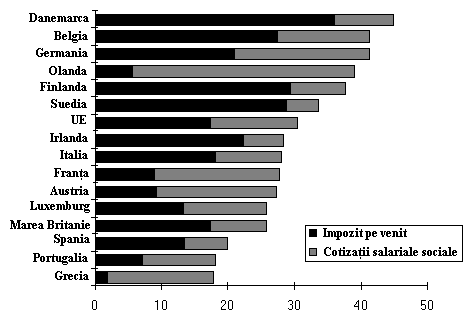 Danemarca
Belgia
Germania
Olanda
Finlanda
Suedia
UE
Irlanda
Italia
Franța
Austria
Luxemburg
Marea Britanie
Spania
Portugalia
Grecia
Impozit pe venit
Cotizații salariale sociale
0 10 20 30 40 50